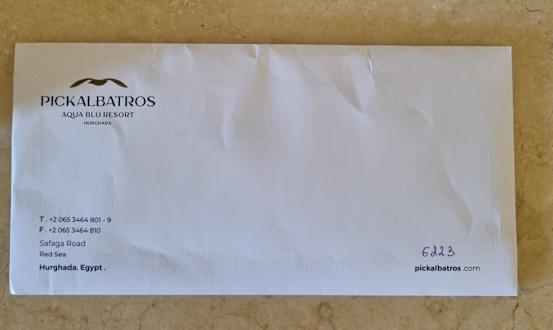 PICKALBATROS
AQUA BLU RESORT
HURGHADA
T. +2 065 3464 801 - 9
F. +2 065 3464 810
Safaga Road
Red Sea
Hurghada, Egypt.
6223
pickalbatros.com